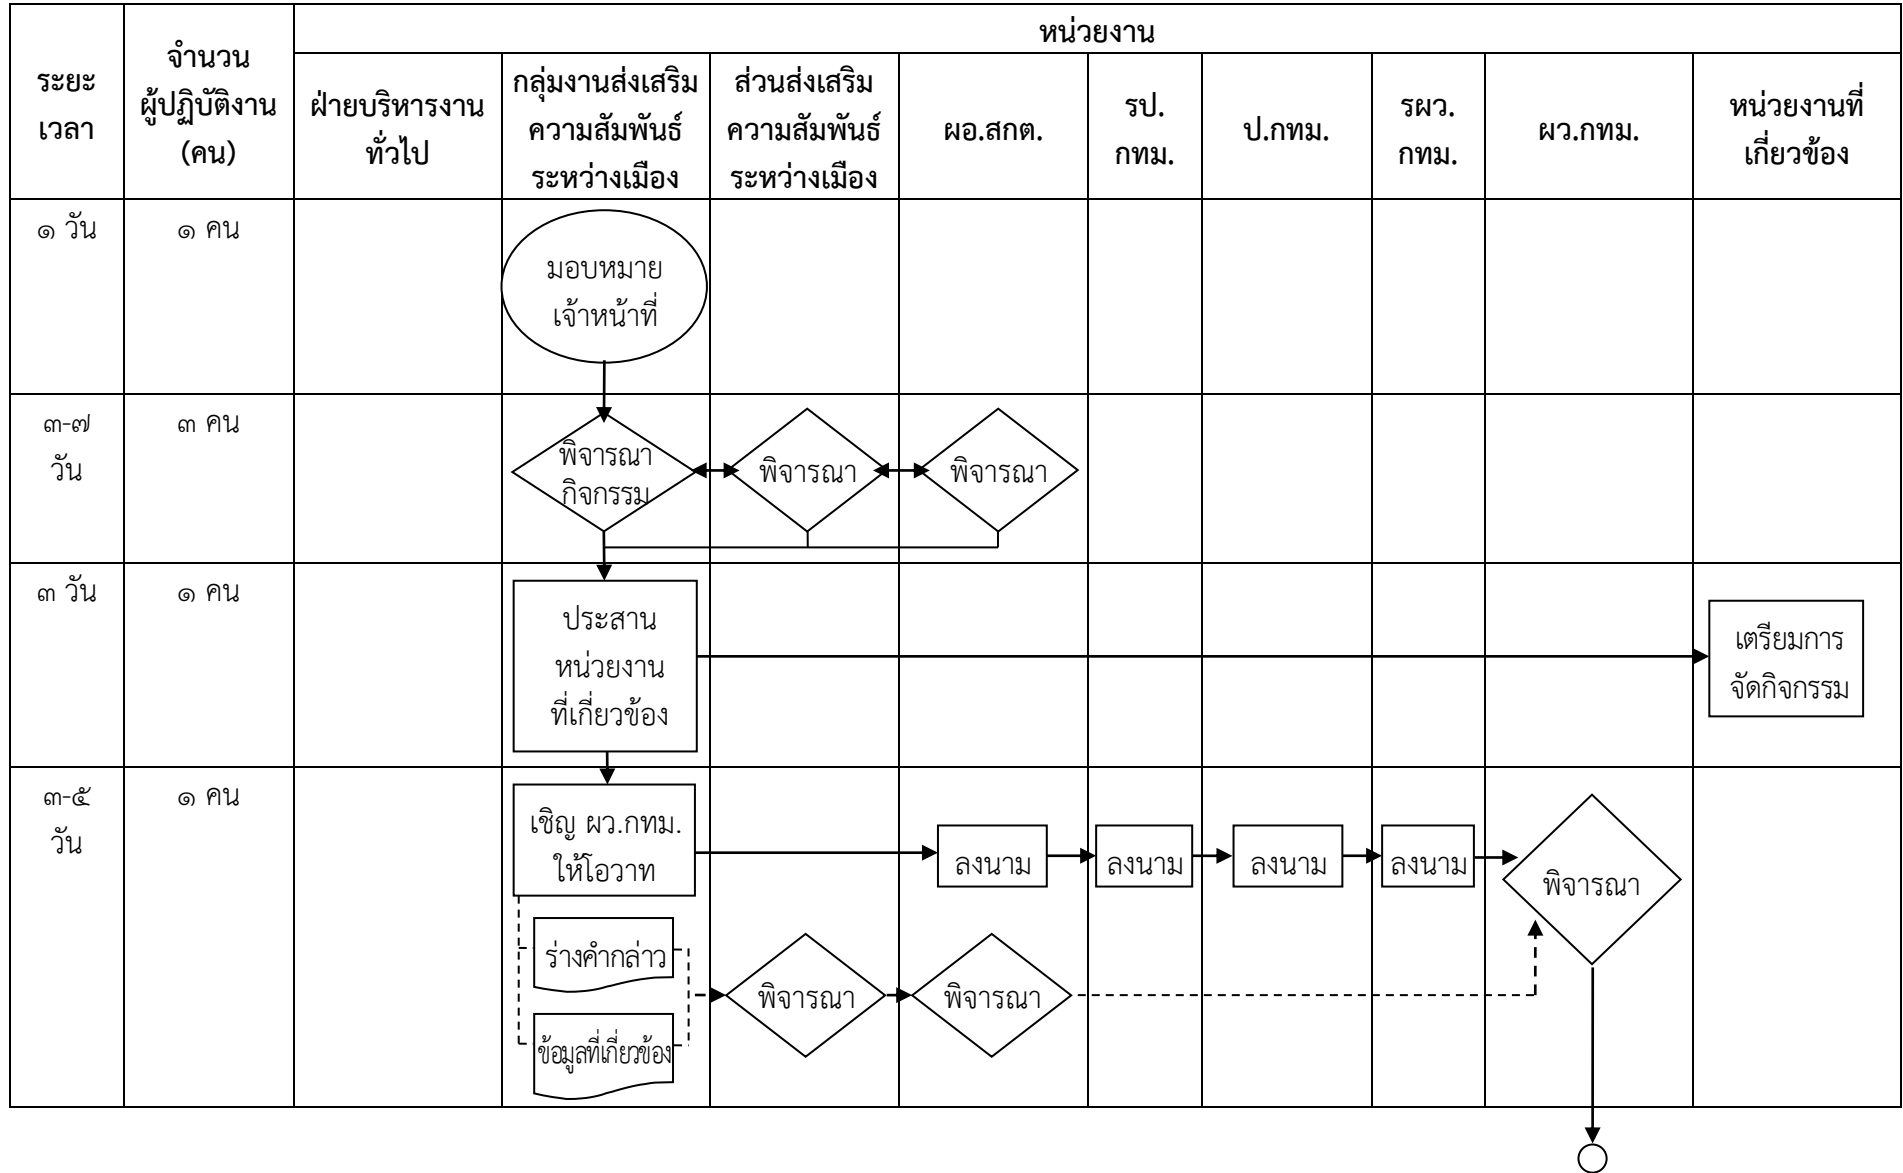 หน่วยงาน
ระยะ
เวลา
จำนวน
ผู้ปฏิบัติงาน
(คน)
ฝ่ายบริหารงาน
ทั่วไป
กลุ่มงานส่งเสริม
ความสัมพันธ์
ระหว่างเมือง
ส่วนส่งเสริม
ความสัมพันธ์
ระหว่างเมือง
ผอ.สกต.
รป.
กทม.
ป.กทม.
รผว.
กทม.
ผว.กทม.
หน่วยงานที่
เกี่ยวข้อง
๑ วัน
๑ คน
มอบหมาย
เจ้าหน้าที่
๓-๗
วัน
๓ คน
พิจารณา
กิจกรรม
พิจารณา
พิจารณา
๓ วัน
๑ คน
ประสาน
หน่วยงาน
ที่เกี่ยวข้อง
เตรียมการ
จัดกิจกรรม
๓-๕
วัน
๑ คน
เชิญ ผว.กทม.
ให้โอวาท
ลงนาม
ลงนาม
ลงนาม
ลงนาม
พิจารณา
ร่างคำกล่าว
พิจารณา
พิจารณา
ข้อมูลที่เกี่ยวข้อง